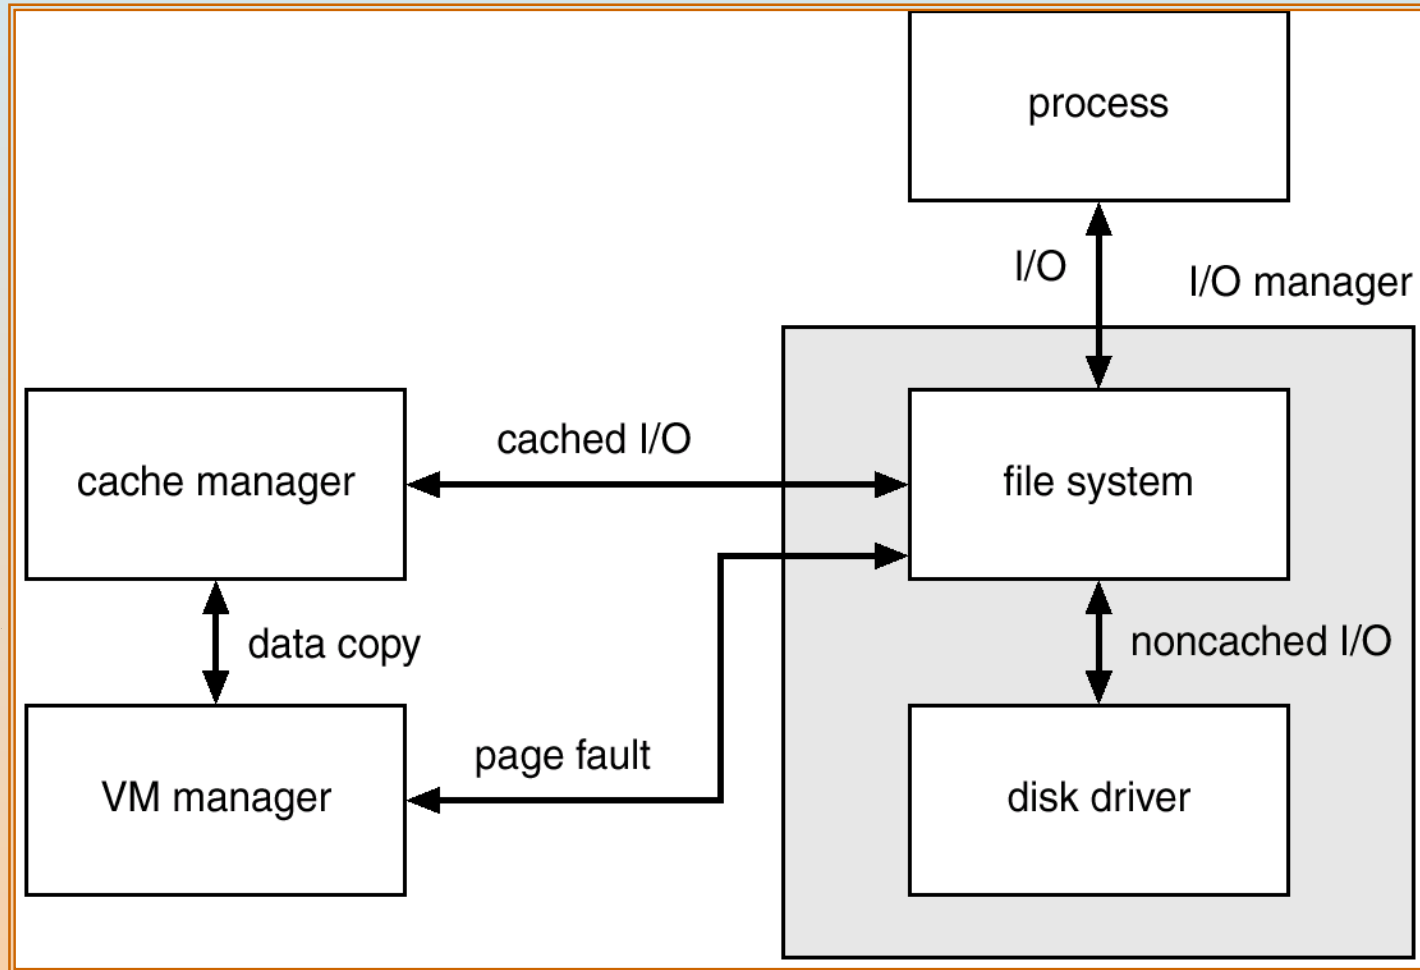 process
I/O
I/O manager
cached I/O
cache manager
file system
data copy
noncached I/O
page fault
VM manager
disk driver